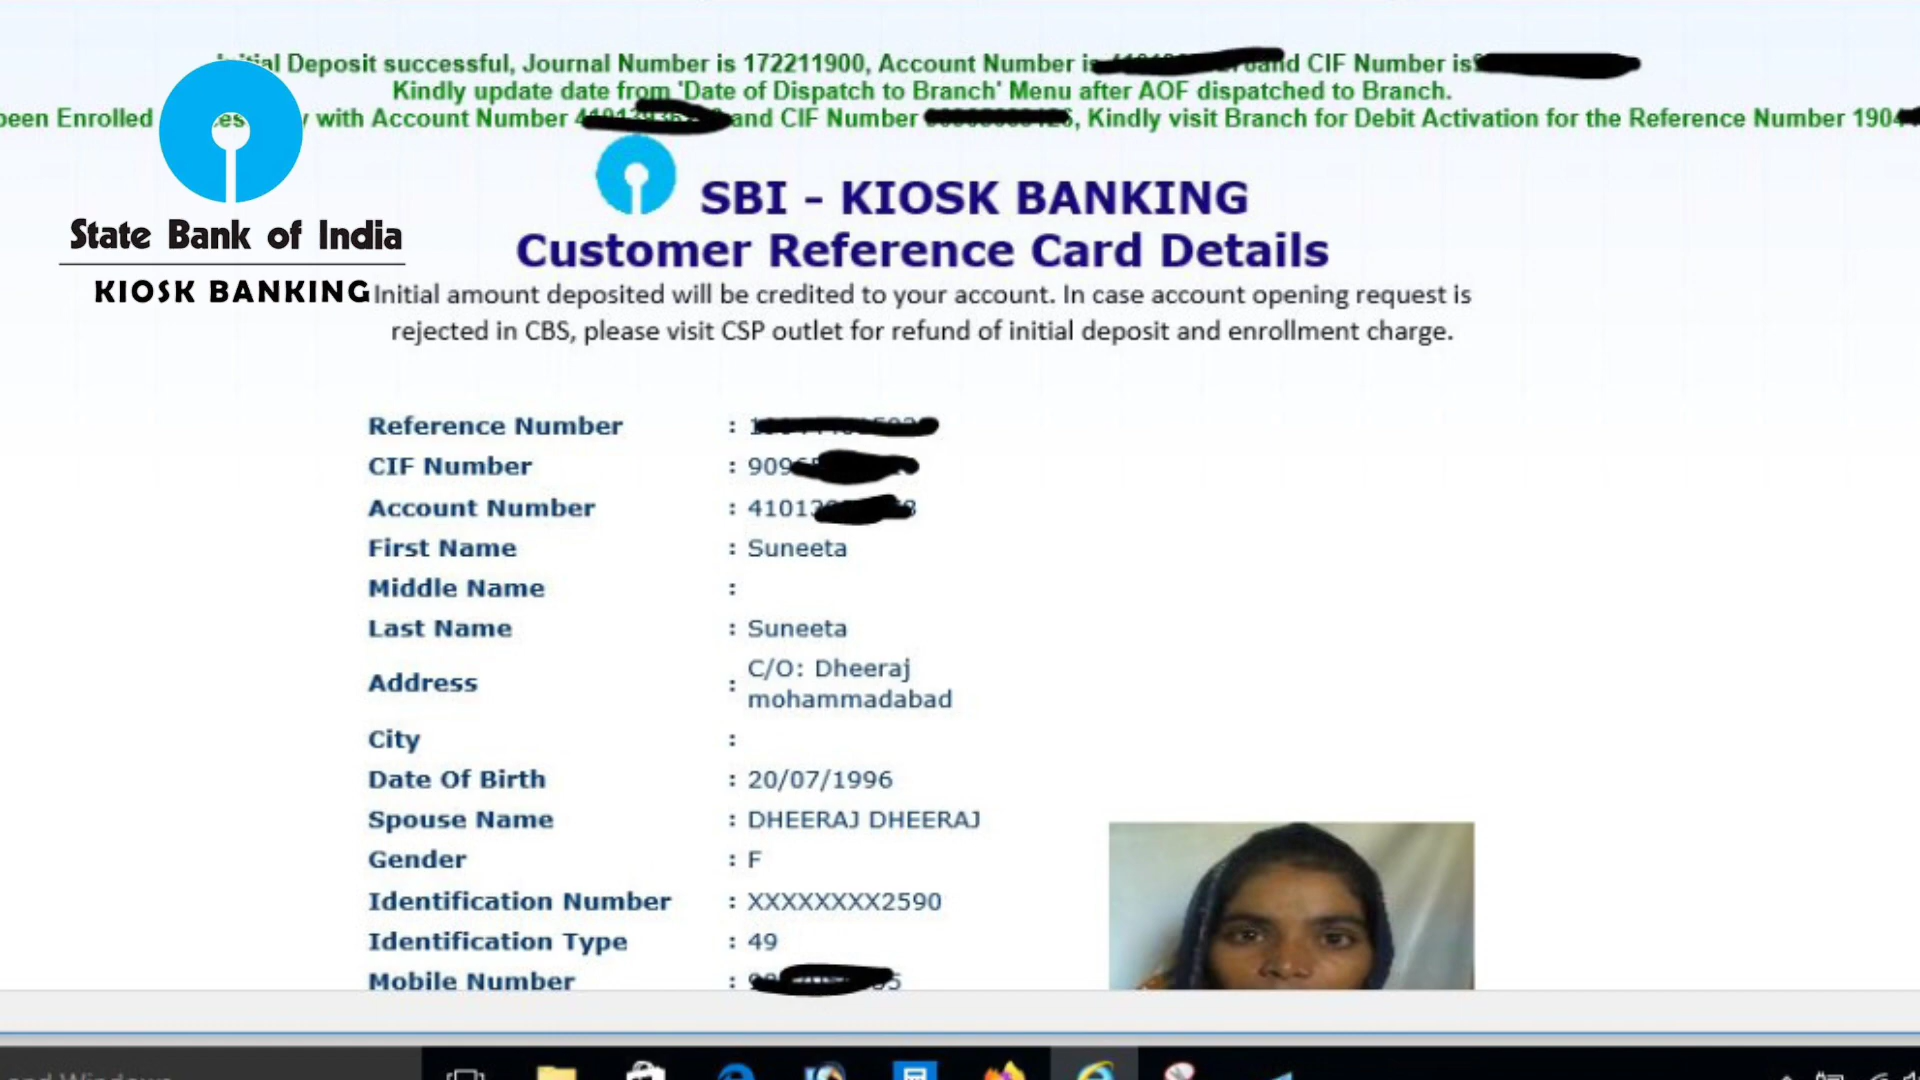 Deposit successful, Journal Number is 172211900, Account Number is and CIF Number is:
Kindly update date from 'Date of Dispatch to Branch' Menu after AOF dispatched to Branch.
been Enrolled with Account Number and CIF Number , Kindly visit Branch for Debit Activation for the Reference Number 1904
State Bank of India
KIOSK BANKING
SBI - KIOSK BANKING
Customer Reference Card Details
Initial amount deposited will be credited to your account. In case account opening request is
rejected in CBS, please visit CSP outlet for refund of initial deposit and enrollment charge.
Reference Number :
CIF Number :
Account Number :
First Name : Suneeta
Middle Name :
Last Name : Suneeta
Address : C/O: Dheeraj
mohammadabad
City :
Date Of Birth : 20/07/1996
Spouse Name : DHEERAJ DHEERAJ
Gender : F
Identification Number : XXXXXXXX2590
Identification Type : 49
Mobile Number :